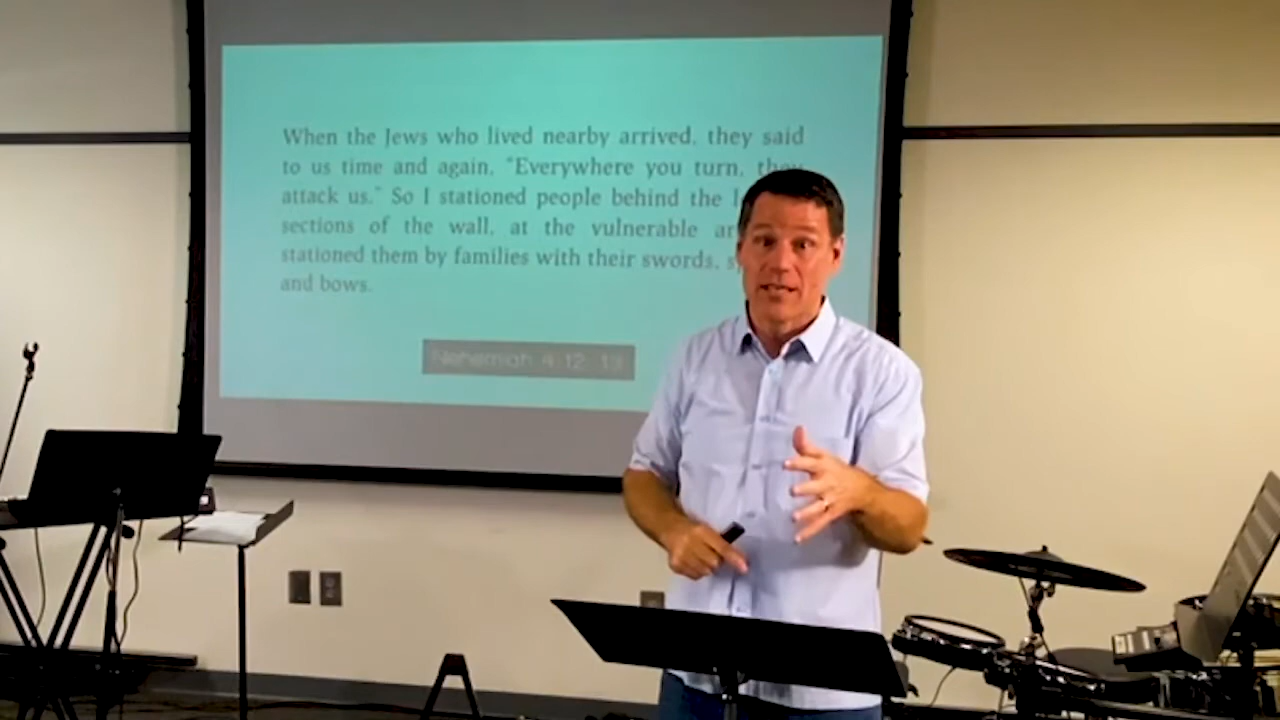 When the Jews who lived nearby arrived, they said
to us time and again, "Everywhere you turn, they
attack us." So I stationed people behind the
sections of the wall, at the vulnerable
stationed them by families with their swords,
and bows.
Nehemiah 4:12-13